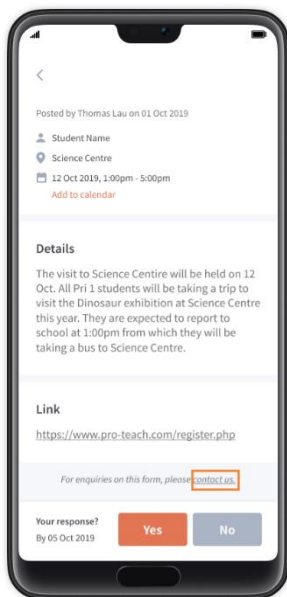 Posted by Thomas Lau on 01 Oct 2019
Student Name
Science Centre
12 Oct 2019, 1:00pm - 5:00pm
Add to calendar
Details
The visit to Science Centire will be held on 12
Oct. All Pri 1 students will be taking a trip to
visit the Dinosaur exhibition at Science Centre
this year. They are expected to report to
school at 1:00pm from which they will be
taking a bus to Science Centre.
Link
https://www.pro-teach.com/register.php
For enquiries on this form, please contact us.
Your response?
By 05 Oct 2019
Yes
No